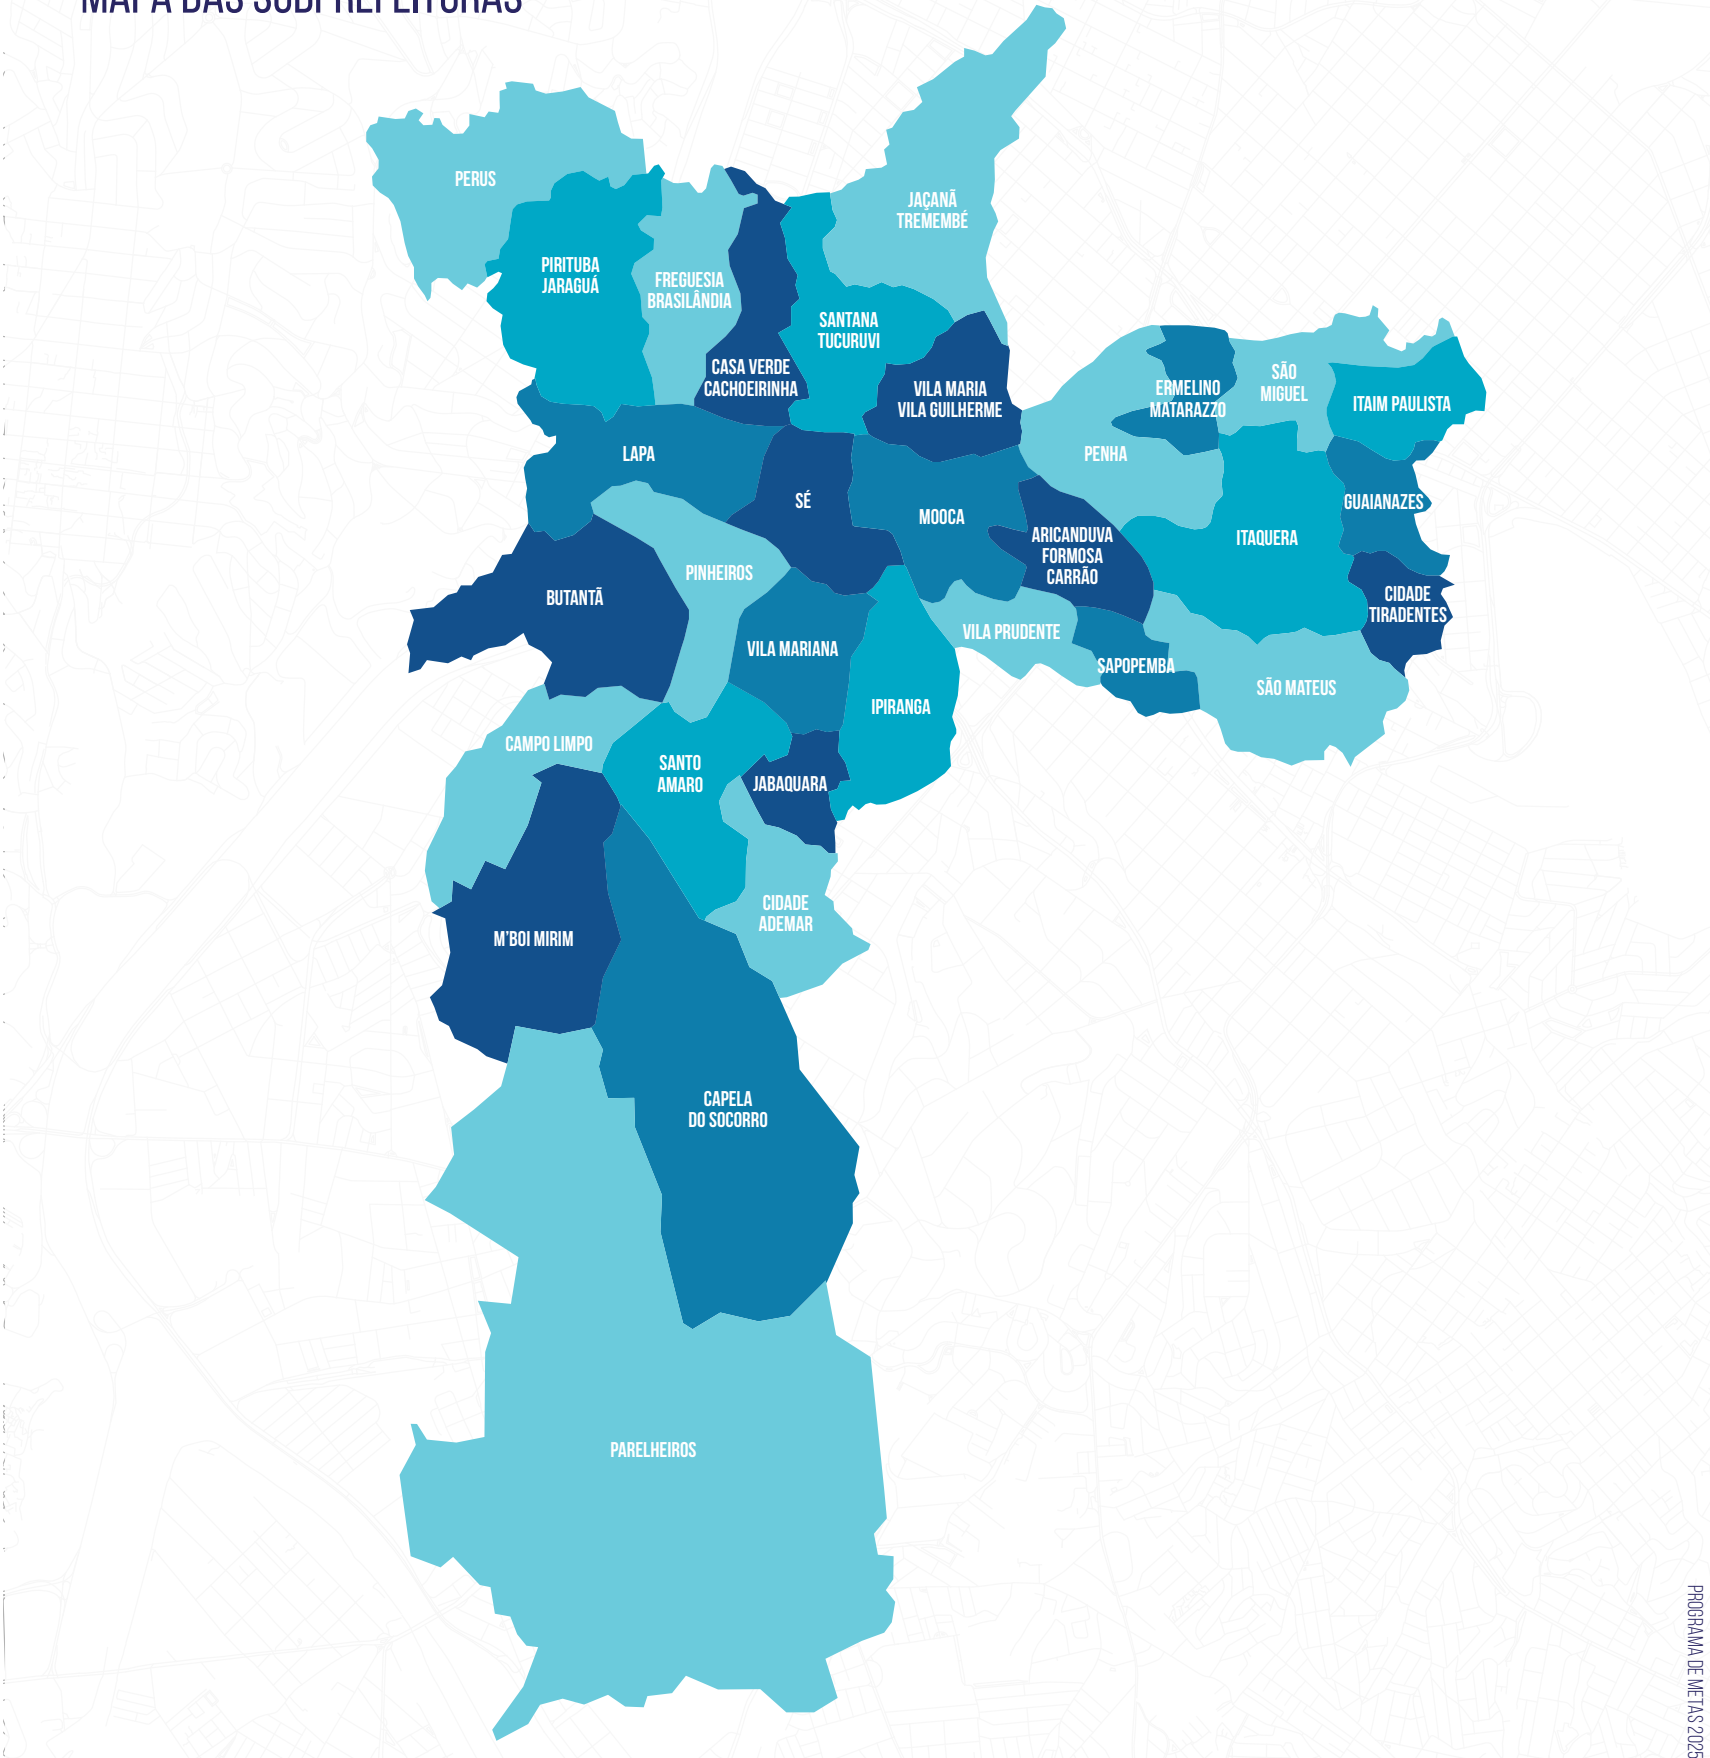 MAPA DAS SUBPREFEITURAS
PERUS
JAÇANÃ
TREMEMBÉ
PIRITUBA
JARAGUÁ
FREGUESIA
BRASILÂNDIA
SANTANA
TUCURUVI
CASA VERDE
CACHOEIRINHA
VILA MARIA
VILA GUILHERME
ERMELINO
MATARAZZO
SÃO
MIGUEL
ITAIM PAULISTA
LAPA
PENHA
SÉ
MOOCA
GUAIANAZES
ARICANDUVA
FORMOSA
CARRÃO
ITAQUERA
PINHEIROS
BUTANTÃ
CIDADE
TIRADENTES
VILA PRUDENTE
VILA MARIANA
SAPOPEMBA
SÃO MATEUS
IPIRANGA
CAMPO LIMPO
SANTO
AMARO
JABAQUARA
CIDADE
ADEMAR
M'BOI MIRIM
CAPELA
DO SOCORRO
PARELHEIROS
PROGRAMA DE METAS 2025